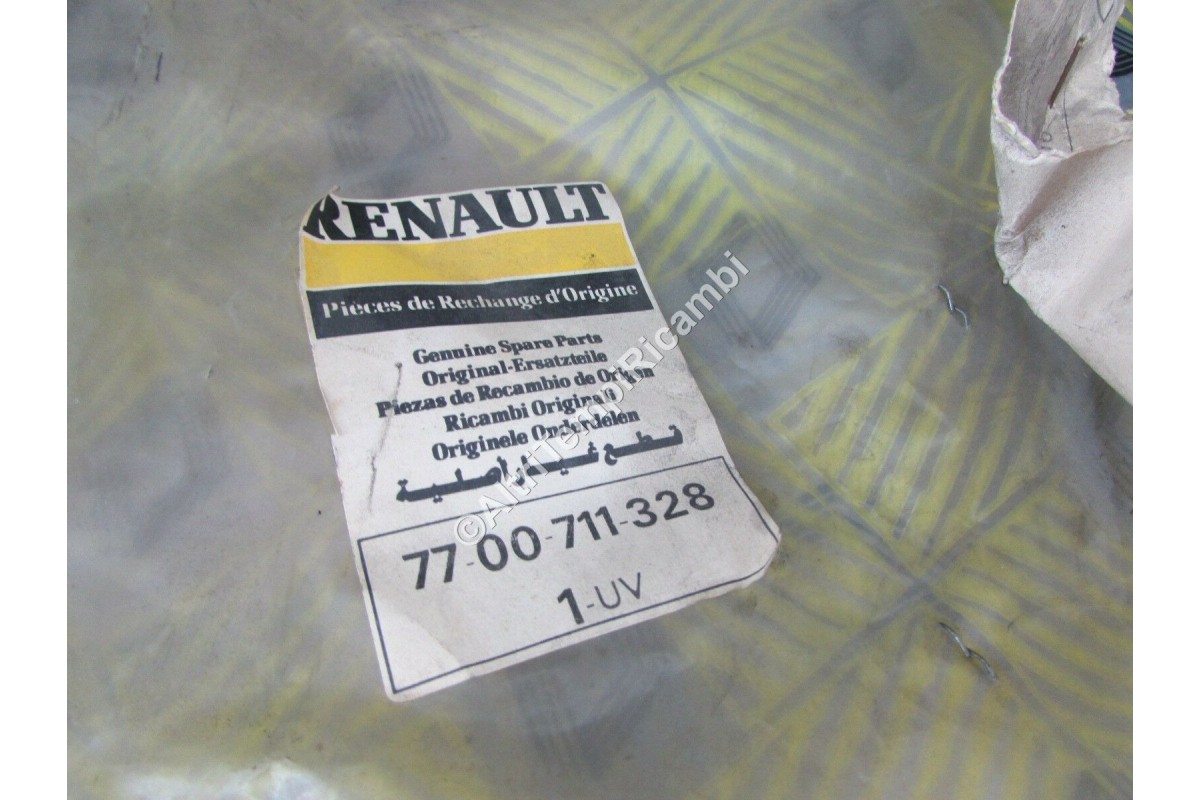 RENAULT
Pièces de Rechange d'Origine
Genuine Spare Parts
Original-Ersatzteile
Piezas de Recambio de Origen
Ricambi Originali
Originele Onderdelen
قطع غيار أصلية
77-00-711-328
1-UV
©AltriTempiRicambi